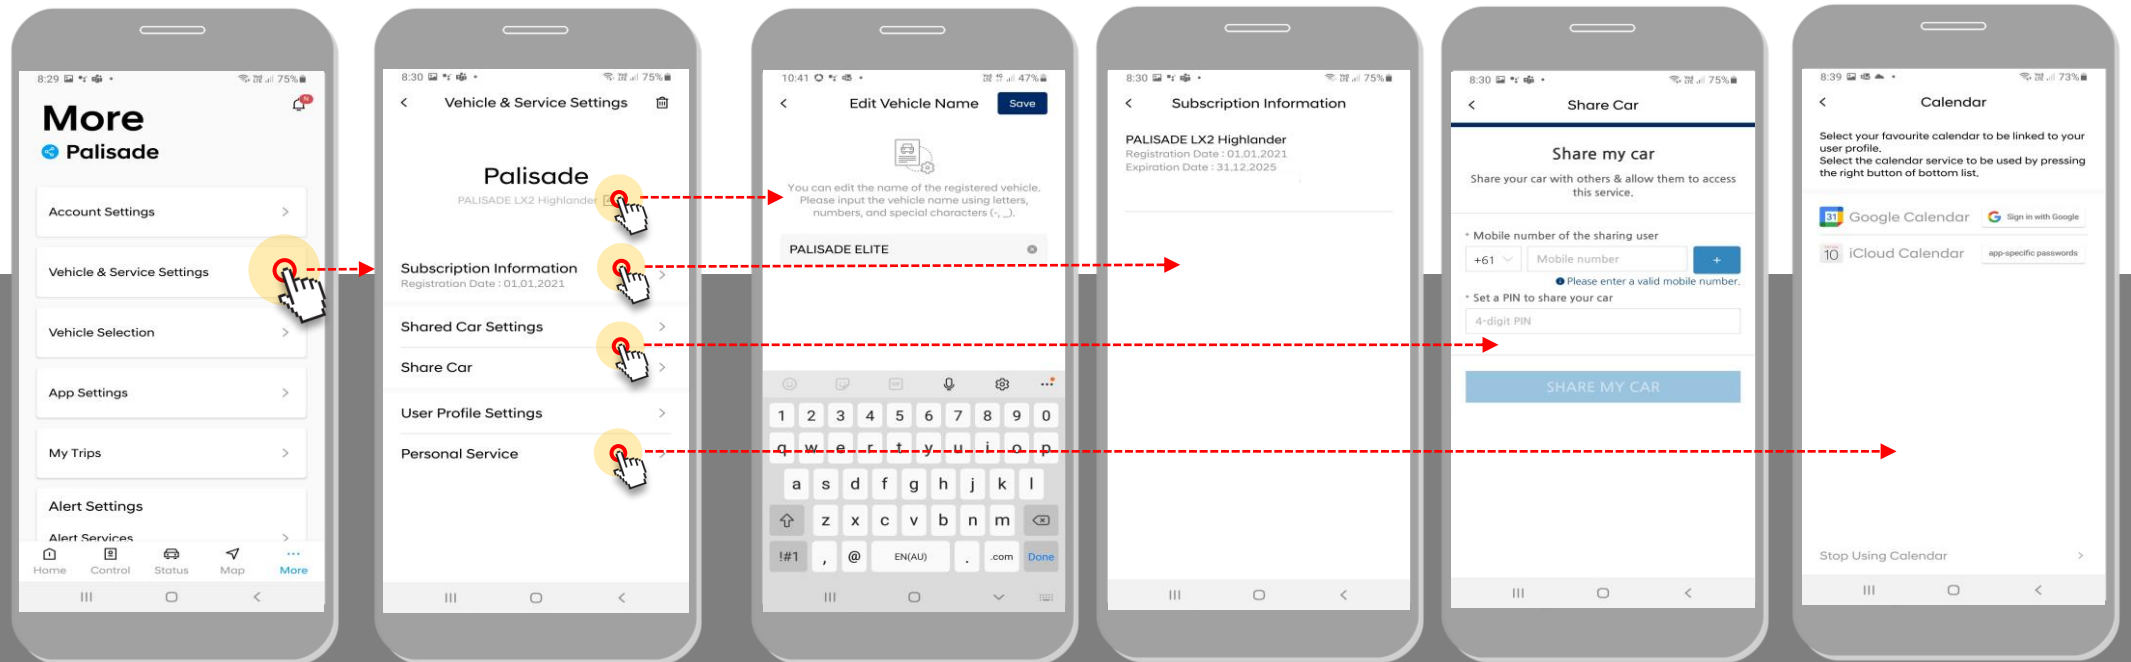 8:29
75%
More
Palisade
Account Settings
Vehicle & Service Settings
Vehicle Selection
App Settings
My Trips
Alert Settings
Alert Services
Home Control Status Map More
8:30
75%
Vehicle & Service Settings
Palisade
PALISADE LX2 Highlander
Subscription Information
Registration Date : 01.01.2021
Shared Car Settings
Share Car
User Profile Settings
Personal Service
10:41
47%
Edit Vehicle Name
Save
You can edit the name of the registered vehicle.
Please input the vehicle name using letters,
numbers, and special characters (-, _).
PALISADE ELITE
1 2 3 4 5 6 7 8 9 0
q w e r t y u i o p
a s d f g h j k l
z x c v b n m
!#1 , @ EN(AU) . .com Done
8:30
75%
Subscription Information
PALISADE LX2 Highlander
Registration Date : 01.01.2021
Expiration Date : 31.12.2025
8:30
75%
Share Car
Share my car
Share your car with others & allow them to access
this service.
* Mobile number of the sharing user
+61 Mobile number +
Please enter a valid mobile number.
* Set a PIN to share your car
4-digit PIN
SHARE MY CAR
8:39
73%
Calendar
Select your favourite calendar to be linked to your
user profile.
Select the calendar service to be used by pressing
the right button of bottom list.
31 Google Calendar G Sign in with Google
10 iCloud Calendar app-specific passwords
Stop Using Calendar